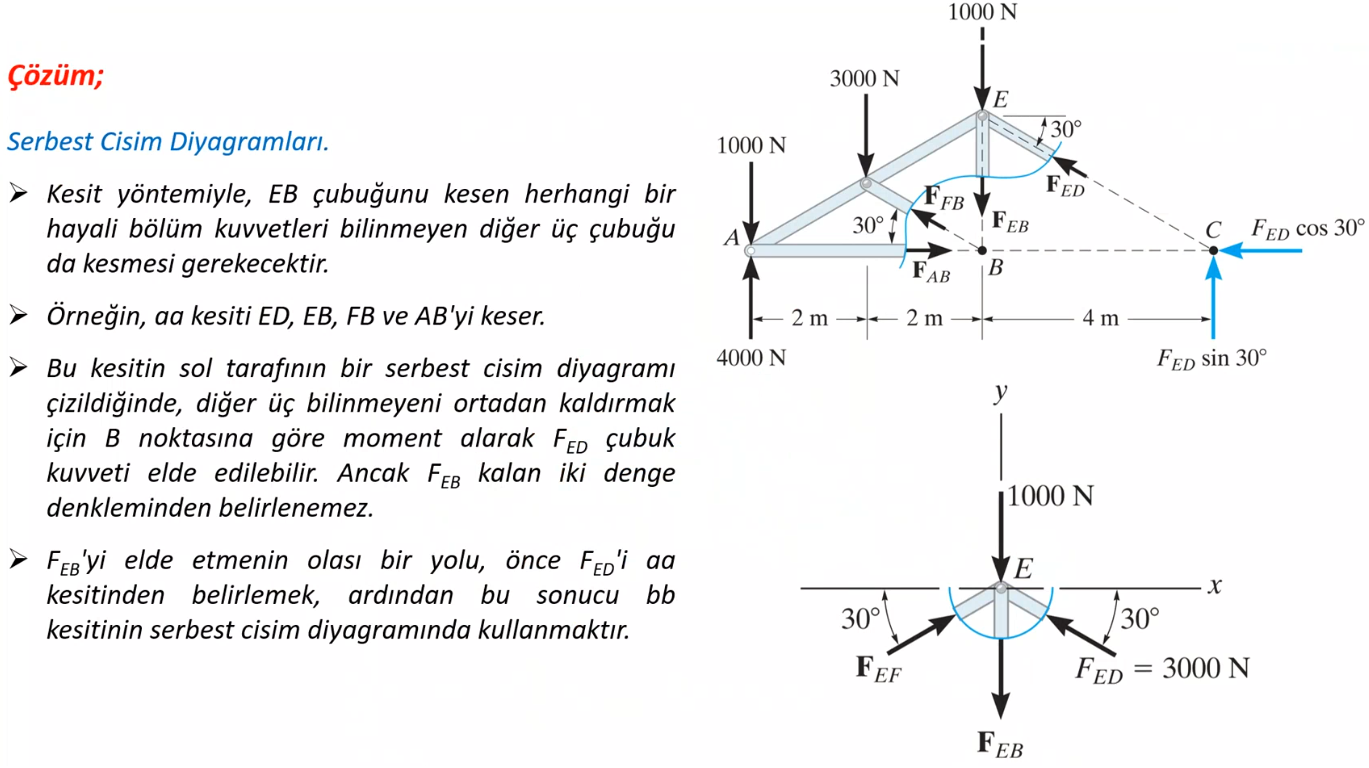 Çözüm;
Serbest Cisim Diyagramları.
➢ Kesit yöntemiyle, EB çubuğunu kesen herhangi bir
hayali bölüm kuvvetleri bilinmeyen diğer üç çubuğu
da kesmesi gerekecektir.
➢ Örneğin, aa kesiti ED, EB, FB ve AB'yi keser.
➢ Bu kesitin sol tarafının bir serbest cisim diyagramı
çizildiğinde, diğer üç bilinmeyeni ortadan kaldırmak
için B noktasına göre moment alarak F_ED çubuk
kuvveti elde edilebilir. Ancak F_EB kalan iki denge
denkleminden belirlenemez.
➢ F_EB'yi elde etmenin olası bir yolu, önce F_ED'i aa
kesitinden belirlemek, ardından bu sonucu bb
kesitinin serbest cisim diyagramında kullanmaktır.
1000 N
3000 N
E
30°
1000 N
F_ED
F_FB
30°
F_EB
A
C
F_ED cos 30°
F_AB
B
2 m
2 m
4 m
4000 N
F_ED sin 30°
y
1000 N
E
x
30°
30°
F_EF
F_ED = 3000 N
F_EB